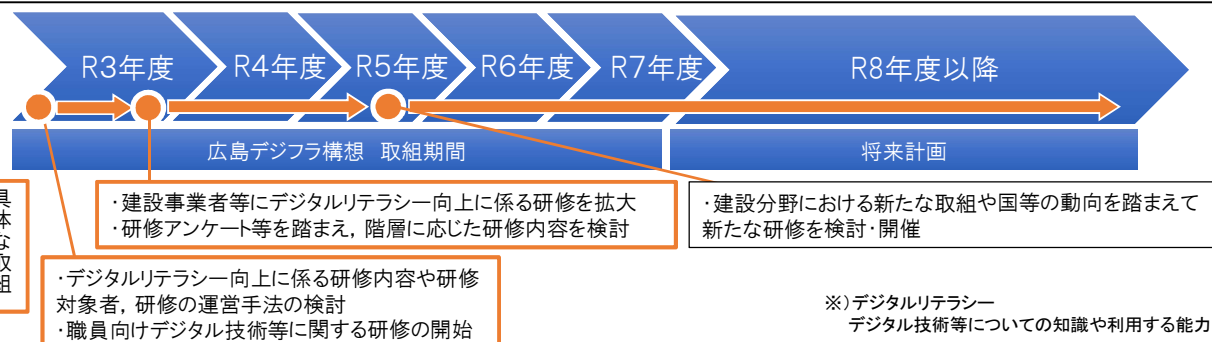 R3年度
R4年度
R5年度
R6年度
R7年度
R8年度以降
広島デジフラ構想 取組期間
将来計画
具体な取組
・建設事業者等にデジタルリテラシー向上に係る研修を拡大
・研修アンケート等を踏まえ，階層に応じた研修内容を検討
・建設分野における新たな取組や国等の動向を踏まえて
新たな研修を検討・開催
・デジタルリテラシー向上に係る研修内容や研修
対象者，研修の運営手法の検討
・職員向けデジタル技術等に関する研修の開始
※）デジタルリテラシー
デジタル技術等についての知識や利用する能力